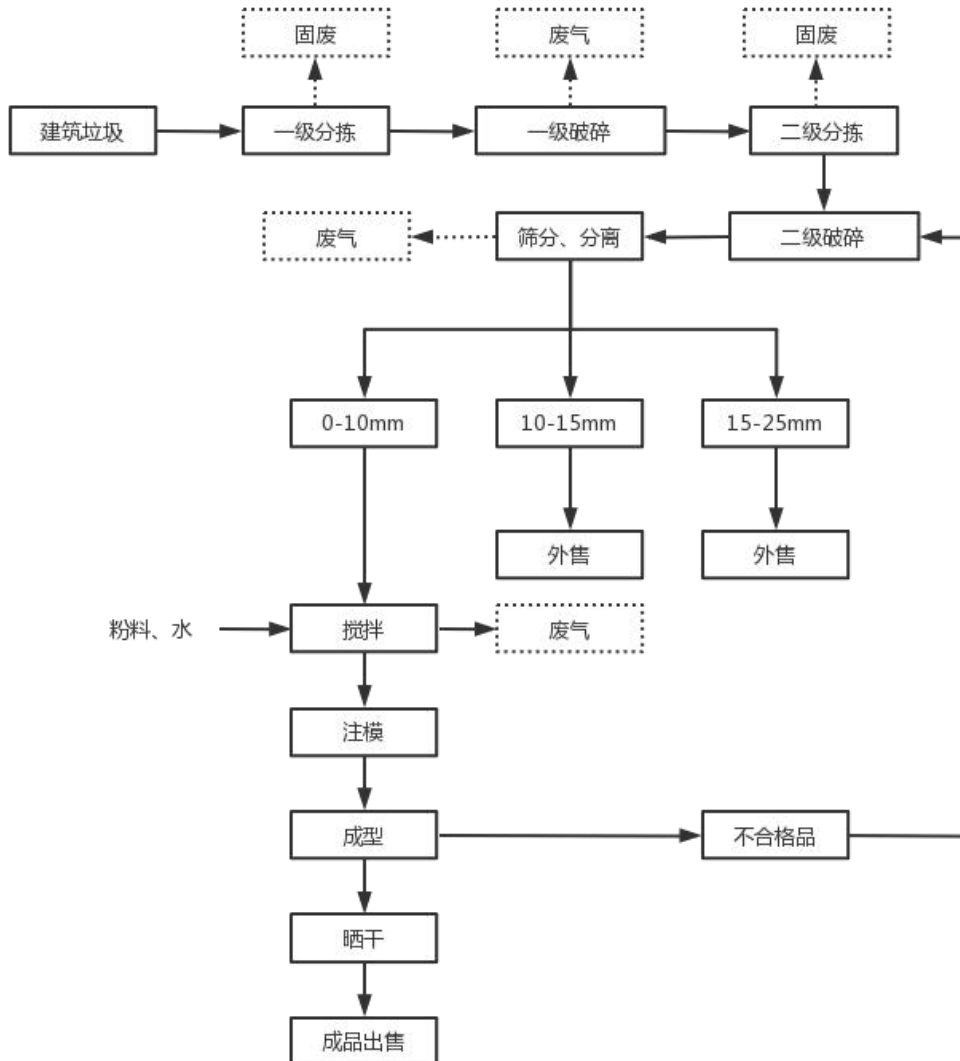 固废
废气
固废
建筑垃圾
一级分拣
一级破碎
二级分拣
废气
筛分、分离
二级破碎
0-10mm
10-15mm
15-25mm
外售
外售
粉料、水
搅拌
废气
注模
成型
不合格品
晒干
成品出售